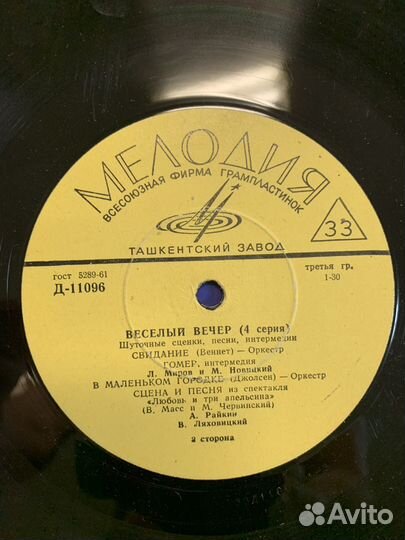 МЕЛОДИЯ
ВСЕСОЮЗНАЯ ФИРМА ГРАМПЛАСТИНОК
33
ТАШКЕНТСКИЙ ЗАВОД
гост 5289-61
Д-11096
третья гр.
1-30
ВЕСЕЛЫЙ ВЕЧЕР (4 серия)
Шуточные сценки, песни, интермедии
СВИДАНИЕ (Веннет) — Оркестр
ГОМЕР, интермедия
Л. Миров и М. Новицкий
В МАЛЕНЬКОМ ГОРОДКЕ (Джолсен) — Оркестр
СЦЕНА И ПЕСНЯ из спектакля
«Любовь и три апельсина»
(В. Масс и М. Червинский)
А. Райкин
В. Ляховицкий
2 сторона
Avito